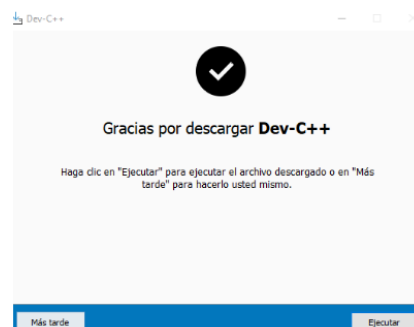 Dev-C++
Gracias por descargar Dev-C++
Haga clic en "Ejecutar" para ejecutar el archivo descargado o en "Más
tarde" para hacerlo usted mismo.
Más tarde
Ejecutar